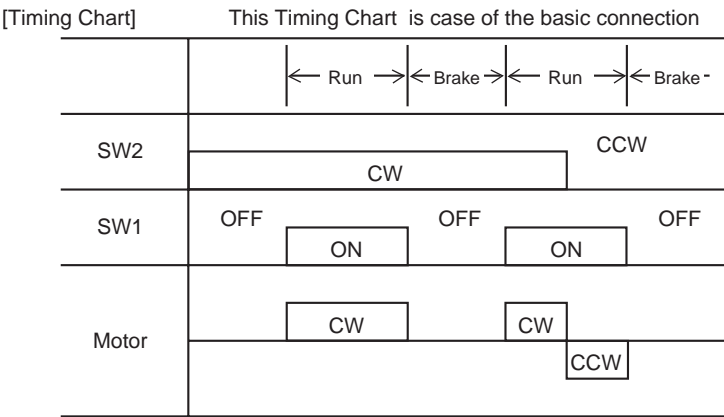 [Timing Chart] This Timing Chart is case of the basic connection
Run Brake Run Brake
SW2 CW CCW
SW1 OFF ON OFF ON OFF
Motor CW CW CCW